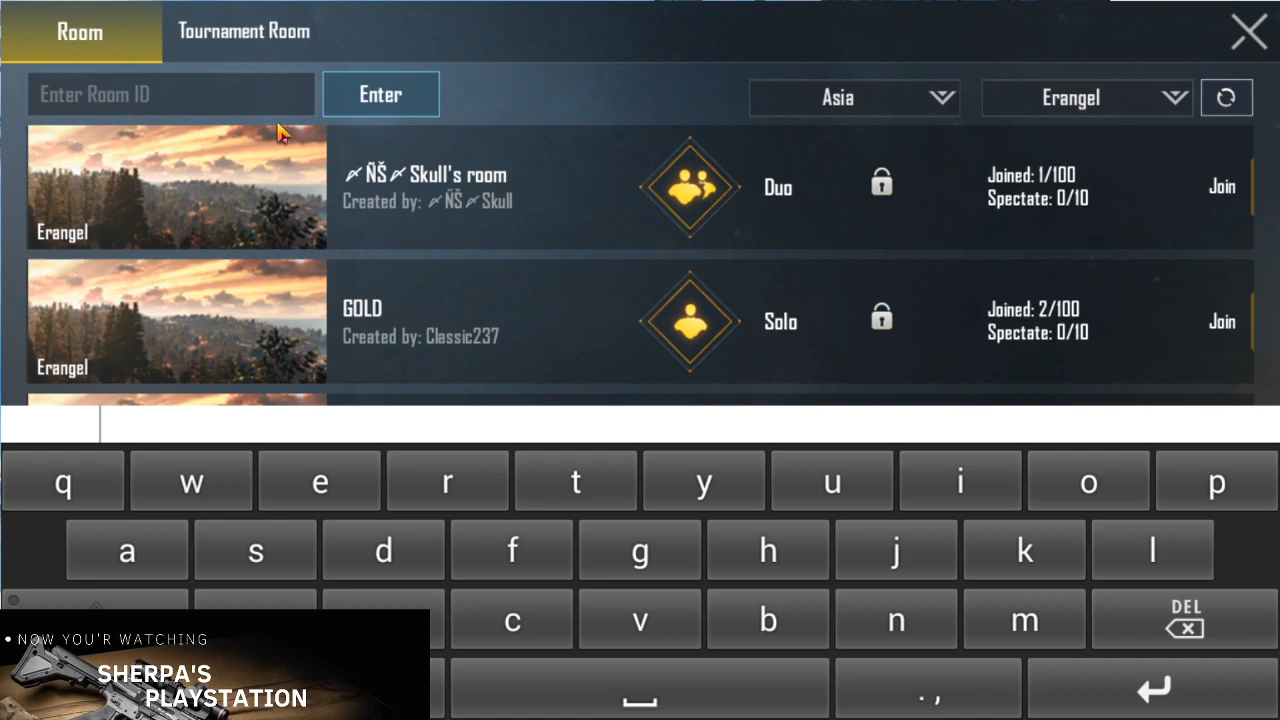 Room
Tournament Room
Enter Room ID
Enter
Asia
Erangel
ÑŠ Skull's room
Created by: ÑŠ Skull
Erangel
Duo
Joined: 1/100
Spectate: 0/10
Join
GOLD
Created by: Classic237
Erangel
Solo
Joined: 2/100
Spectate: 0/10
Join
q w e r t y u i o p
a s d f g h j k l
c v b n m DEL
. ,
• NOW YOU'R WATCHING
SHERPA'S
PLAYSTATION